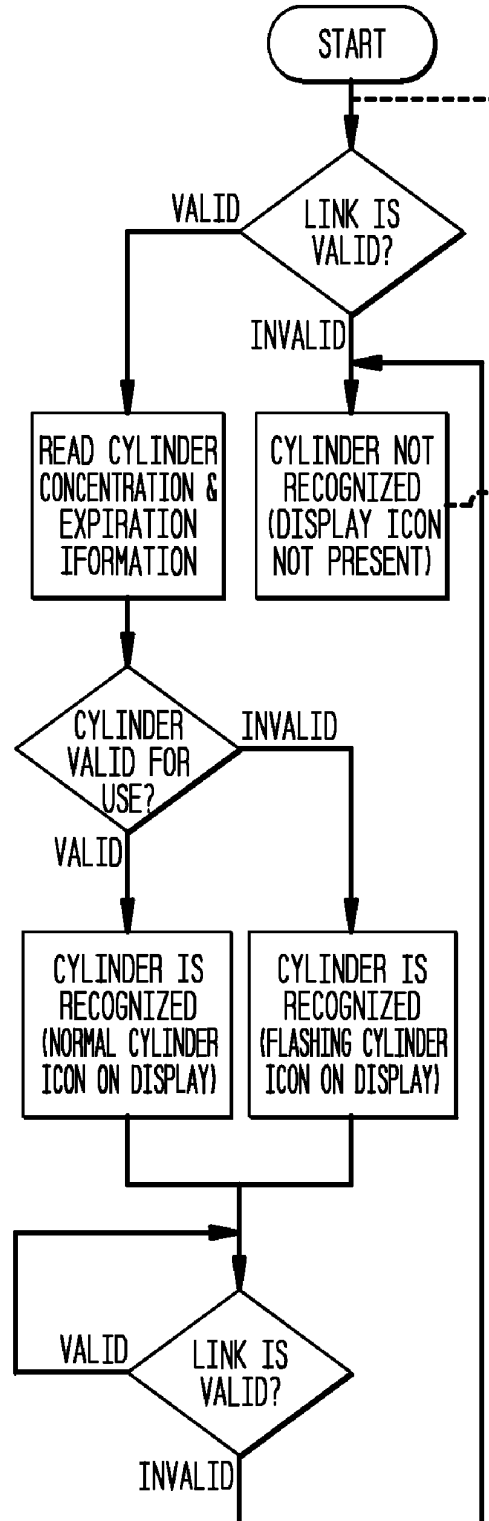 START
LINK IS
VALID?
VALID
INVALID
READ CYLINDER
CONCENTRATION &
EXPIRATION
IFORMATION
CYLINDER NOT
RECOGNIZED
(DISPLAY ICON
NOT PRESENT)
CYLINDER
VALID FOR
USE?
INVALID
VALID
CYLINDER IS
RECOGNIZED
(NORMAL CYLINDER
ICON ON DISPLAY)
CYLINDER IS
RECOGNIZED
(FLASHING CYLINDER
ICON ON DISPLAY)
VALID
LINK IS
VALID?
INVALID